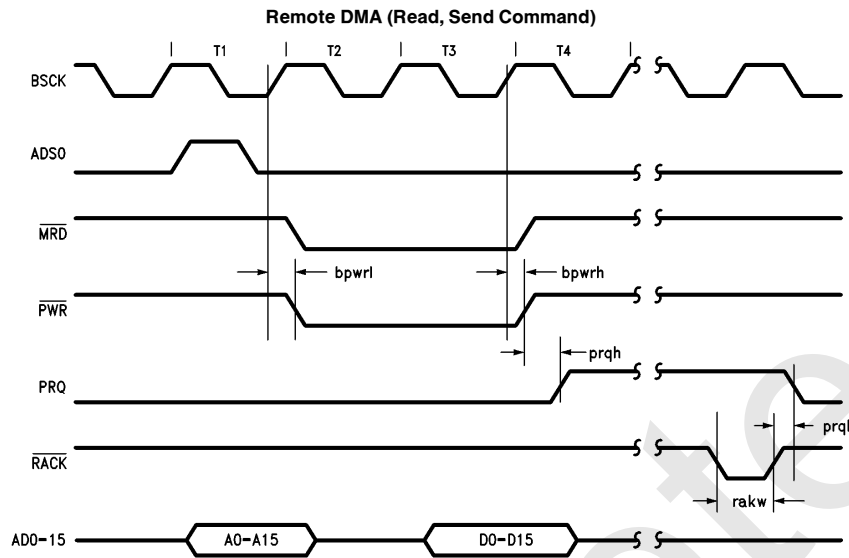 Remote DMA (Read, Send Command)
T1 T2 T3 T4
BSCK
ADS0
MRD
bpwrl bpwrh
PWR
prqh
PRQ
prql
RACK
rakw
AD0-15 A0-A15 D0-D15